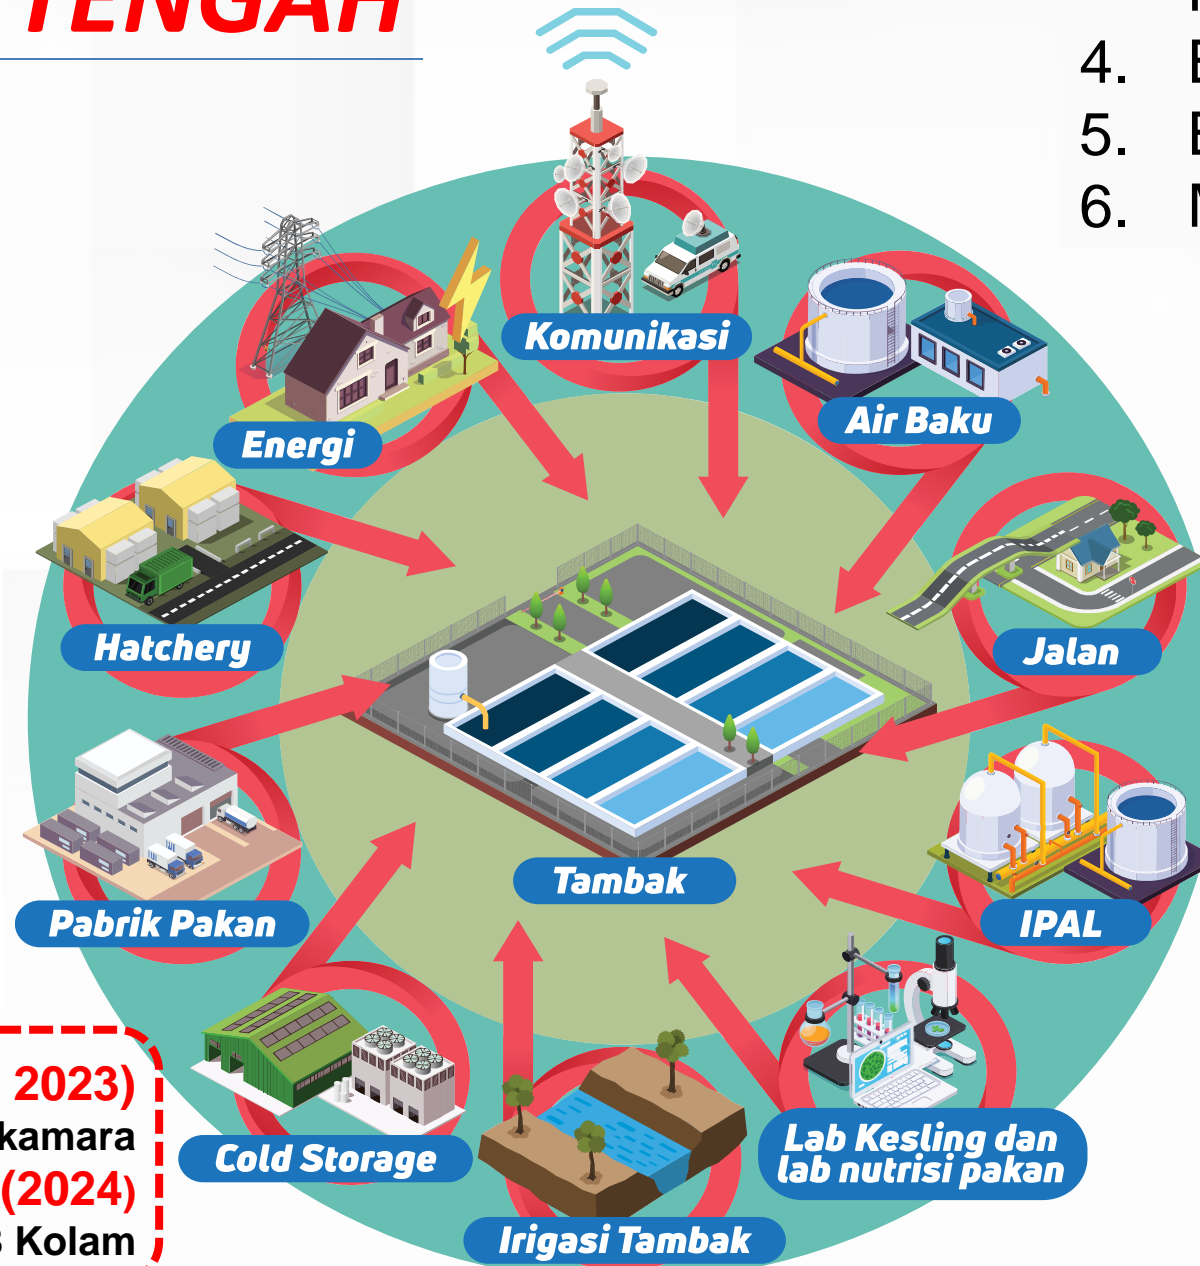 TENGAH
4.
5.
6.
Komunikasi
Air Baku
Energi
Jalan
Hatchery
Tambak
Pabrik Pakan
IPAL
2023)
kamara
(2024)
Kolam
Cold Storage
Lab Kesling dan
lab nutrisi pakan
Irigasi Tambak